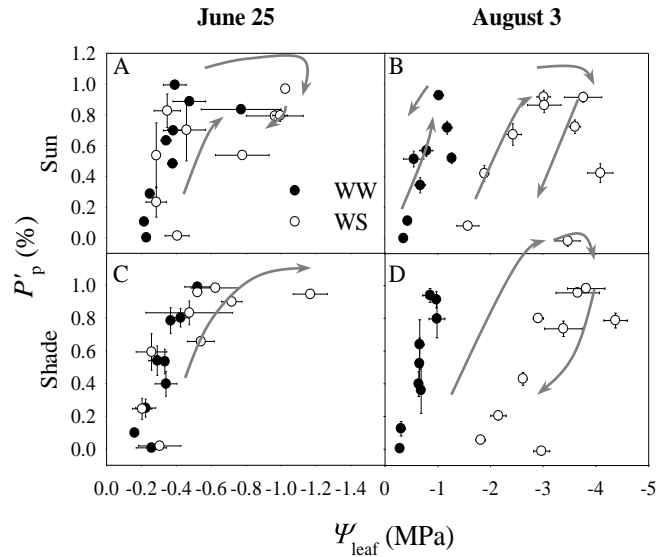 June 25 August 3
A B
1.2
1.0
0.8
0.6
0.4
0.2
0.0
Sun
WW
WS
P′p (%)
C D
1.0
0.8
0.6
0.4
0.2
0.0
Shade
0.0 -0.2 -0.4 -0.6 -0.8 -1.0 -1.2 -1.4 0 -1 -2 -3 -4 -5
Ψleaf (MPa)